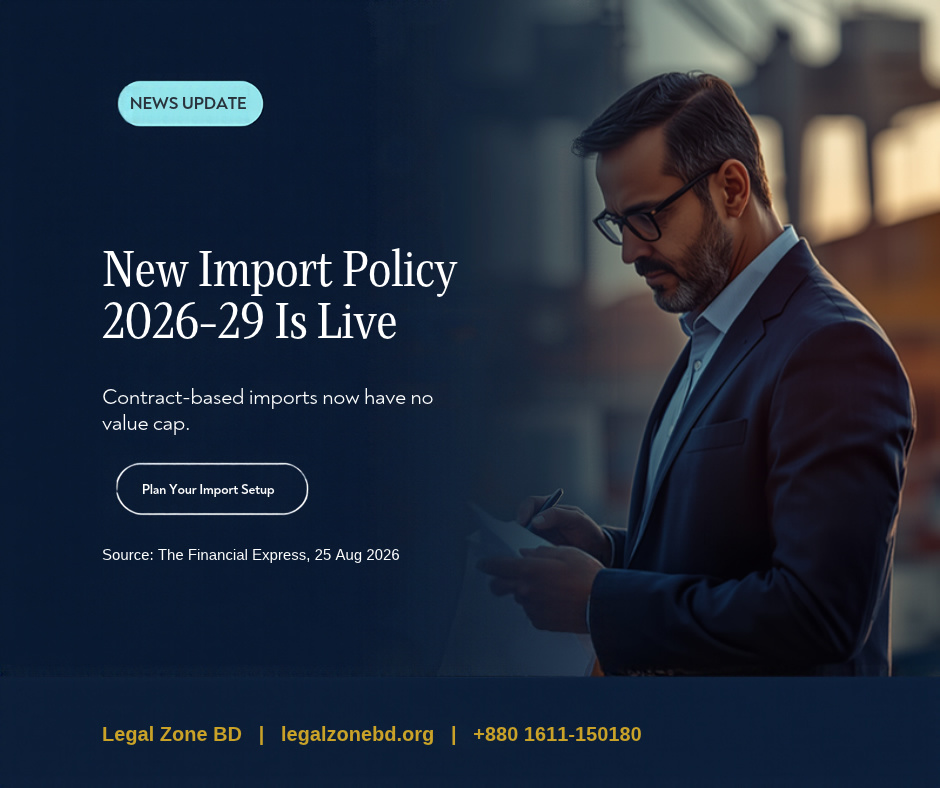 NEWS UPDATE
New Import Policy
2026-29 Is Live
Contract-based imports now have no
value cap.
Plan Your Import Setup
Source: The Financial Express, 25 Aug 2026
Legal Zone BD | legalzonebd.org | +880 1611-150180